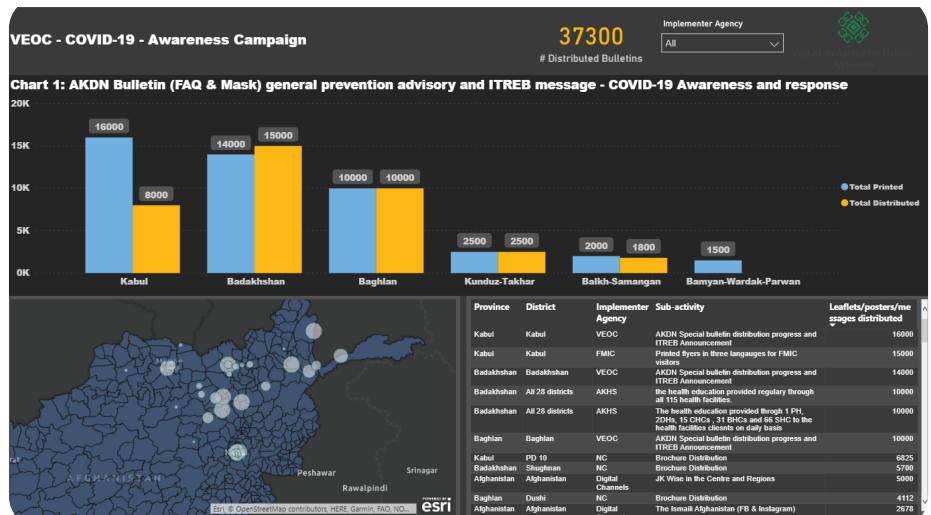 VEOC - COVID-19 - Awareness Campaign
37300
# Distributed Bulletins
Implementer Agency
All
Chart 1: AKDN Bulletin (FAQ & Mask) general prevention advisory and ITREB message - COVID-19 Awareness and response
20K
15K
10K
5K
0K
16000
8000
14000
15000
10000
10000
2500
2500
2000
1800
1500
Kabul
Badakhshan
Baghlan
Kunduz-Takhar
Balkh-Samangan
Bamyan-Wardak-Parwan
Total Printed
Total Distributed
AFGHANISTAN
Peshawar
Rawalpindi
Srinagar
Esri, © OpenStreetMap contributors, HERE, Garmin, FAO, NO...
POWERED BY
esri
Province District Implementer Agency Sub-activity Leaflets/posters/me
ssages distributed
Kabul Kabul VEOC AKDN Special bulletin distribution progress and 16000
ITREB Announcement
Kabul Kabul FMIC Printed flyers in three langauges for FMIC 15000
visitors
Badakhshan Badakhshan VEOC AKDN Special bulletin distribution progress and 14000
ITREB Announcement
Badakhshan All 28 districts AKHS the health education provided regulary through 10000
all 115 health facilities.
Badakhshan All 28 districts AKHS The health education provided throgh 1 PH, 10000
2DHs, 15 CHCs , 31 BHCs and 66 SHC to the
health facilities cliesnts on daily basis
Baghlan Baghlan VEOC AKDN Special bulletin distribution progress and 10000
ITREB Announcement
Kabul PD 10 NC Brochure Distribution 6825
Badakhshan Shughnan NC Brochure Distribution 5700
Afghanistan Afghanistan Digital JK Wise in the Centre and Regions 5000
Channels
Baghlan Dushi NC Brochure Distribution 4112
Afghanistan Afghanistan Digital The Ismaili Afghanistan (FB & Instagram) 2678